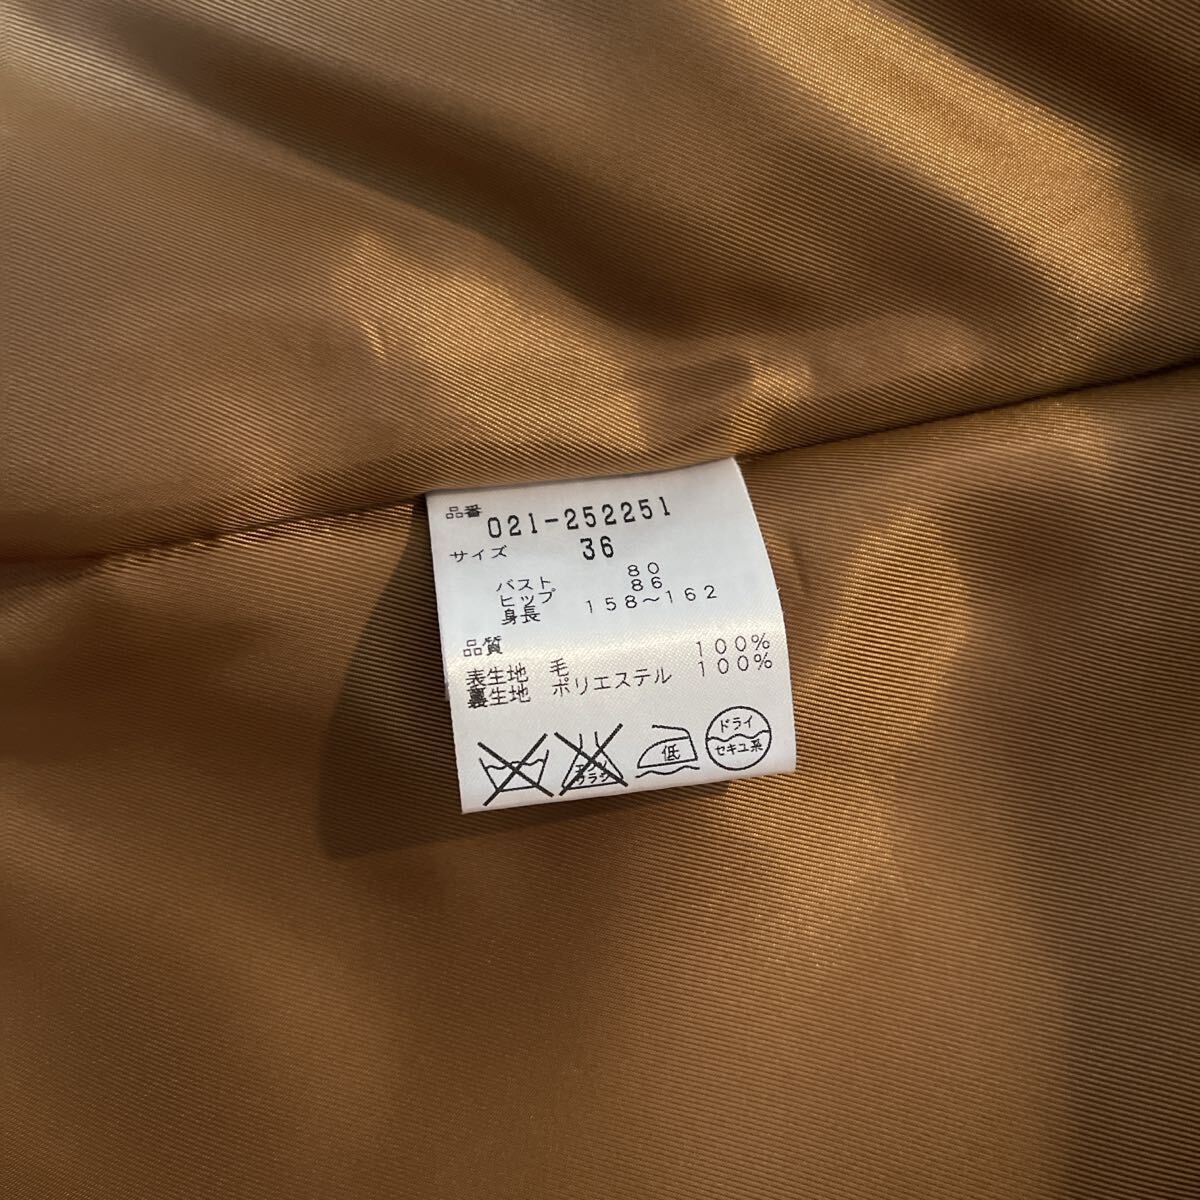 品番 021-252251
サイズ 36
バスト 80
ヒップ 86
身長 158〜162
品質
表生地 毛 100%
裏生地 ポリエステル 100%
低
ドライ
セキユ系